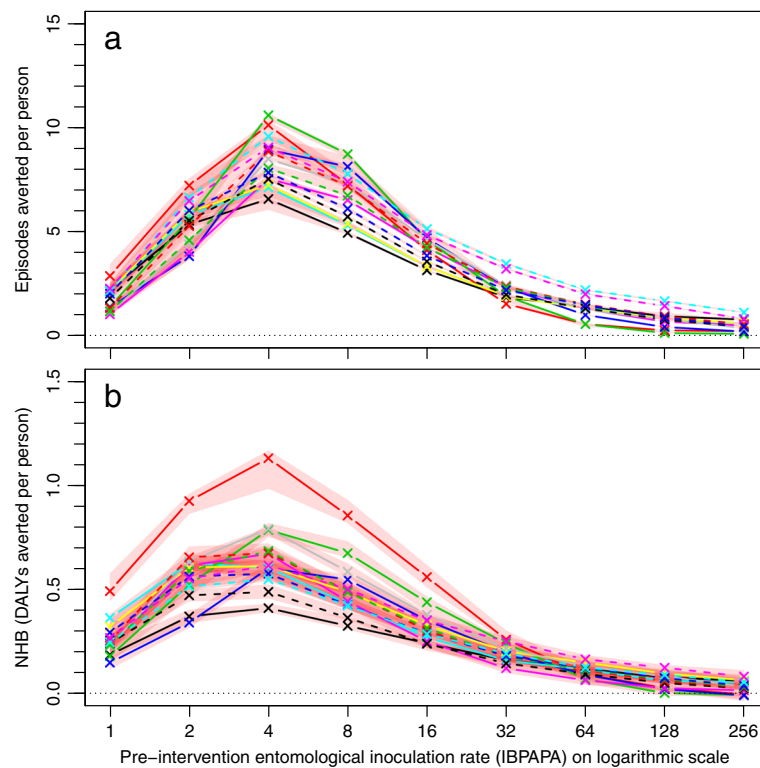 a
Episodes averted per person
0 5 10 15
b
NHB (DALYs averted per person)
0.0 0.5 1.0 1.5
1 2 4 8 16 32 64 128 256
Pre−intervention entomological inoculation rate (IBPAPA) on logarithmic scale